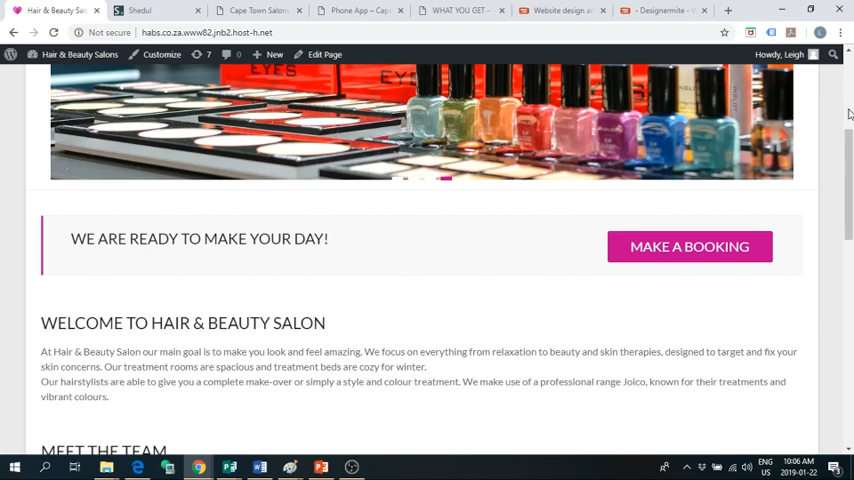 Hair & Beauty Sal
Shedul
Cape Town Salons
Phone App – Cape
WHAT YOU GET –
Website design an
- Designermite - W
Not secure
habs.co.za.www82.jnb2.host-h.net
Hair & Beauty Salons
Customize
7
0
New
Edit Page
Howdy, Leigh
EYES
EYES
WE ARE READY TO MAKE YOUR DAY!
MAKE A BOOKING
WELCOME TO HAIR & BEAUTY SALON
At Hair & Beauty Salon our main goal is to make you look and feel amazing. We focus on everything from relaxation to beauty and skin therapies, designed to target and fix your
skin concerns. Our treatment rooms are spacious and treatment beds are cozy for winter.
Our hairstylists are able to give you a complete make-over or simply a style and colour treatment. We make use of a professional range Joico, known for their treatments and
vibrant colours.
MEET THE TEAM
ENG
US
10:06 AM
2019-01-22